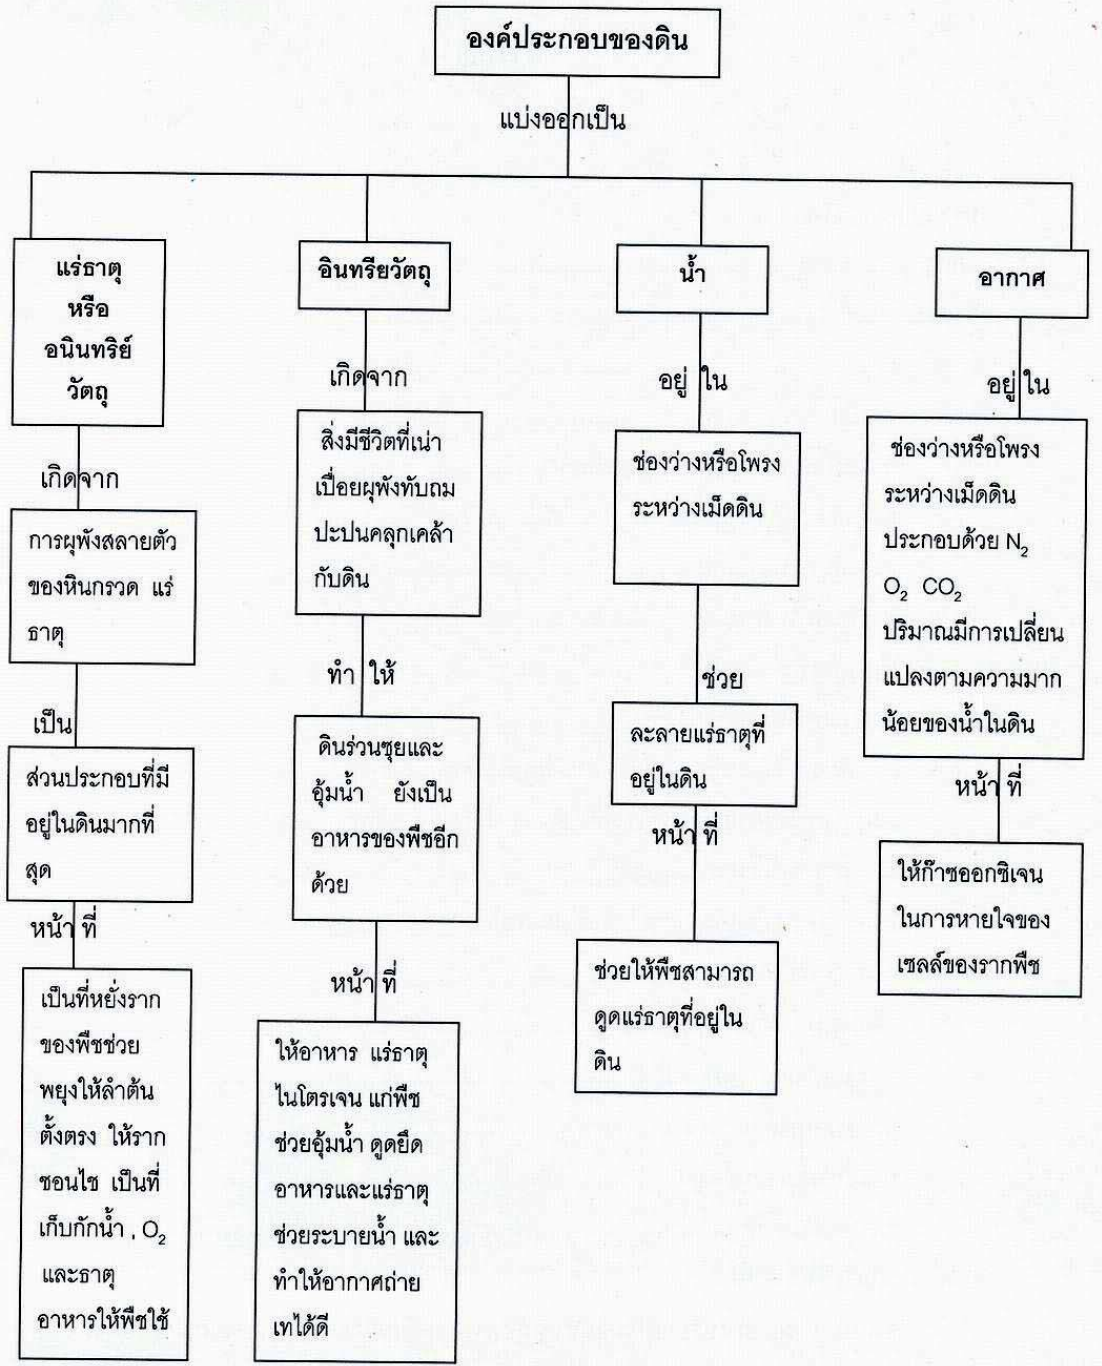 องค์ประกอบของดิน
แบ่งออกเป็น
แร่ธาตุ
หรือ
อนินทรีย์
วัตถุ
เกิดจาก
การผุพังสลายตัว
ของหินกรวด แร่
ธาตุ
เป็น
ส่วนประกอบที่มี
อยู่ในดินมากที่
สุด
หน้าที่
เป็นที่หยั่งราก
ของพืชช่วย
พยุงให้ลำต้น
ตั้งตรง ให้ราก
ชอนไช เป็นที่
เก็บกักน้ำ , O₂
และธาตุ
อาหารให้พืชใช้
อินทรียวัตถุ
เกิดจาก
สิ่งมีชีวิตที่เน่า
เปื่อยผุพังทับถม
ปะปนคลุกเคล้า
กับดิน
ทำ ให้
ดินร่วนซุยและ
อุ้มน้ำ ยังเป็น
อาหารของพืชอีก
ด้วย
หน้าที่
ให้อาหาร แร่ธาตุ
ไนโตรเจน แก่พืช
ช่วยอุ้มน้ำ ดูดยึด
อาหารและแร่ธาตุ
ช่วยระบายน้ำ และ
ทำให้อากาศถ่าย
เทได้ดี
น้ำ
อยู่ ใน
ช่องว่างหรือโพรง
ระหว่างเม็ดดิน
ช่วย
ละลายแร่ธาตุที่
อยู่ในดิน
หน้าที่
ช่วยให้พืชสามารถ
ดูดแร่ธาตุที่อยู่ใน
ดิน
อากาศ
อยู่ ใน
ช่องว่างหรือโพรง
ระหว่างเม็ดดิน
ประกอบด้วย N₂
O₂ CO₂
ปริมาณมีการเปลี่ยน
แปลงตามความมาก
น้อยของน้ำในดิน
หน้าที่
ให้ก๊าซออกซิเจน
ในการหายใจของ
เซลล์ของรากพืช